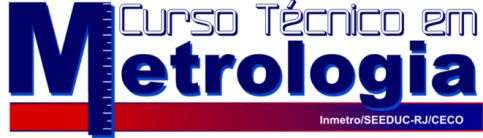 Curso Técnico em
Metrologia
Inmetro/SEEDUC-RJ/CECO